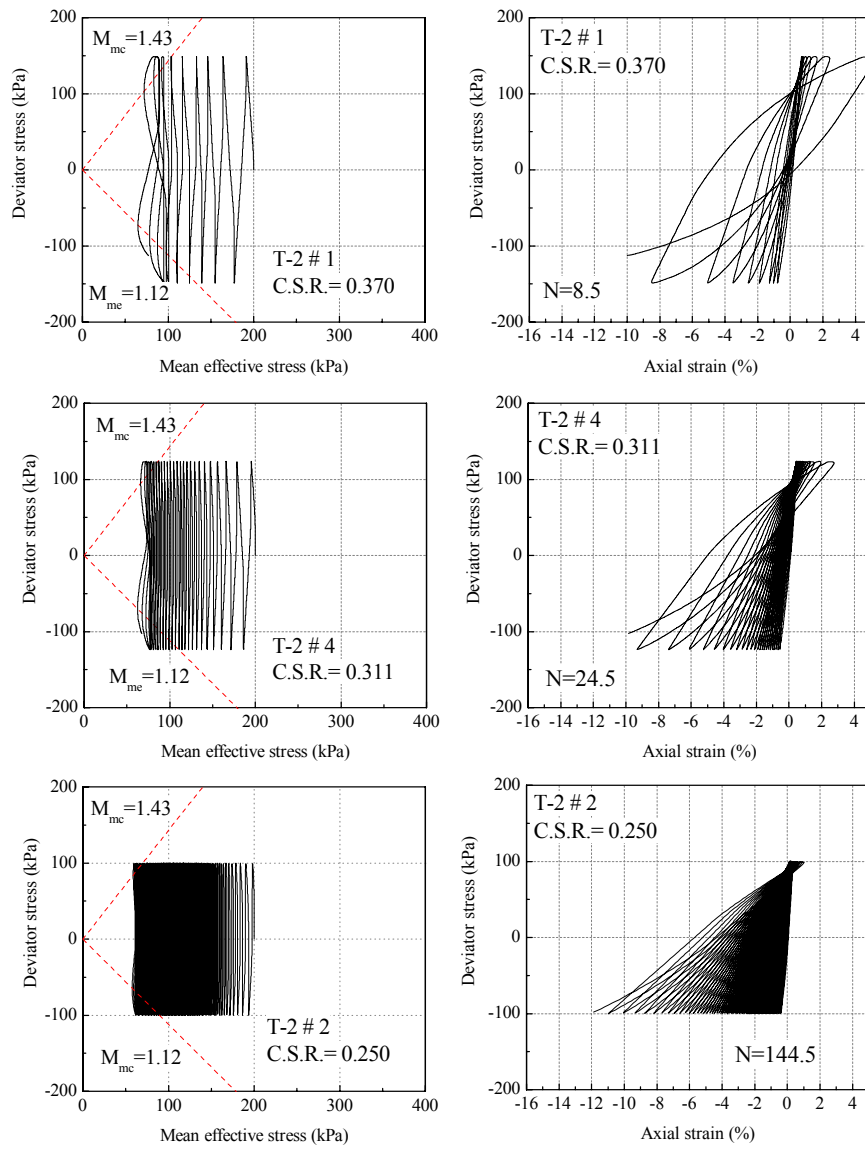 200
150
100
0
-100
-200
0
100
200
300
400
Deviator stress (kPa)
Mean effective stress (kPa)
M_mc=1.43
M_me=1.12
T-2 # 1
C.S.R.= 0.370
200
100
0
-100
-200
-16 -14 -12 -10 -8 -6 -4 -2 0 2 4
Deviator stress (kPa)
Axial strain (%)
T-2 # 1
C.S.R.= 0.370
N=8.5
200
100
0
-100
-200
0
100
200
300
400
Deviator stress (kPa)
Mean effective stress (kPa)
M_mc=1.43
M_me=1.12
T-2 # 4
C.S.R.= 0.311
200
100
0
-100
-200
-16 -14 -12 -10 -8 -6 -4 -2 0 2 4
Deviator stress (kPa)
Axial strain (%)
T-2 # 4
C.S.R.= 0.311
N=24.5
200
100
0
-100
-200
0
100
200
300
400
Deviator stress (kPa)
Mean effective stress (kPa)
M_mc=1.43
M_mc=1.12
T-2 # 2
C.S.R.= 0.250
200
100
0
-100
-200
-16 -14 -12 -10 -8 -6 -4 -2 0 2 4
Deviator stress (kPa)
Axial strain (%)
T-2 # 2
C.S.R.= 0.250
N=144.5